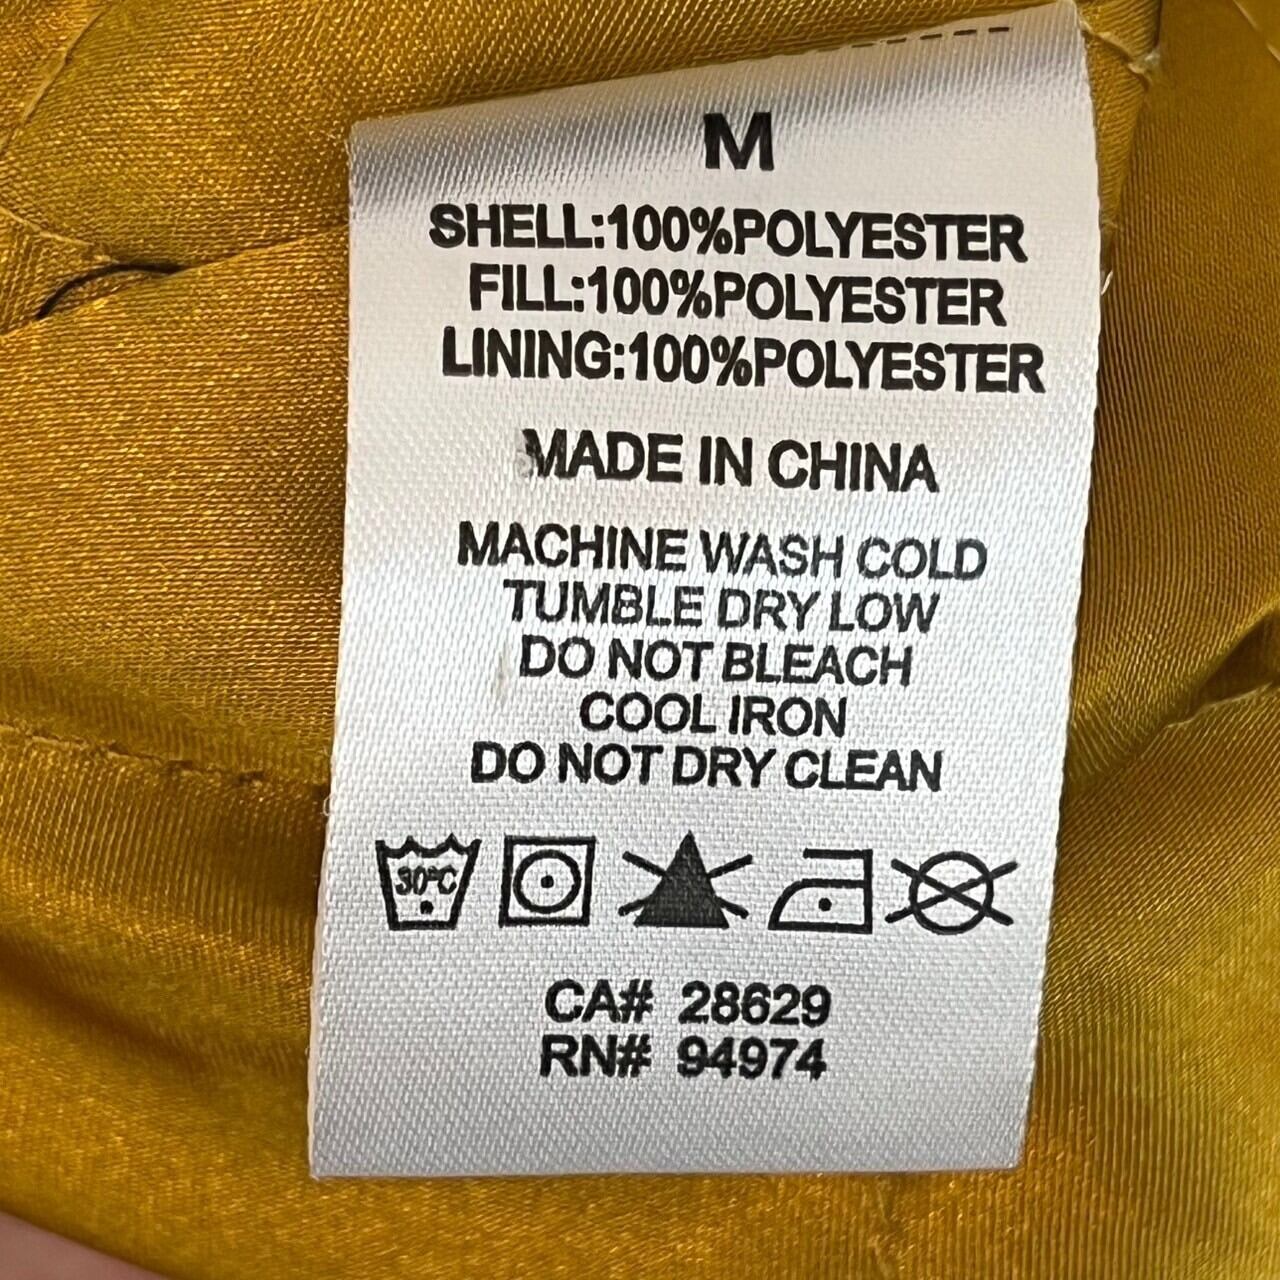 M
SHELL:100%POLYESTER
FILL:100%POLYESTER
LINING:100%POLYESTER
MADE IN CHINA
MACHINE WASH COLD
TUMBLE DRY LOW
DO NOT BLEACH
COOL IRON
DO NOT DRY CLEAN
30°C
CA# 28629
RN# 94974